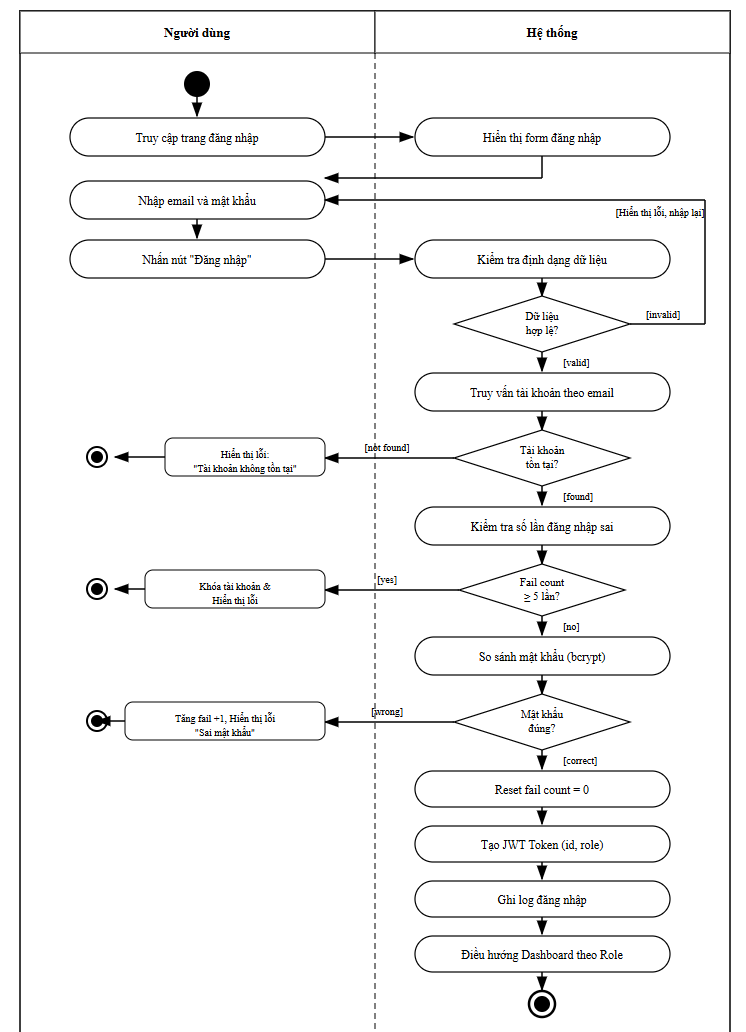 Người dùng
Hệ thống
Truy cập trang đăng nhập
Hiển thị form đăng nhập
Nhập email và mật khẩu
[Hiển thị lỗi, nhập lại]
Nhấn nút "Đăng nhập"
Kiểm tra định dạng dữ liệu
Dữ liệu
hợp lệ?
[invalid]
[valid]
Truy vấn tài khoản theo email
Tài khoản
tồn tại?
[not found]
Hiển thị lỗi:
"Tài khoản không tồn tại"
[found]
Kiểm tra số lần đăng nhập sai
Fail count
≥ 5 lần?
[yes]
Khóa tài khoản &
Hiển thị lỗi
[no]
So sánh mật khẩu (bcrypt)
Mật khẩu
đúng?
[wrong]
Tăng fail +1, Hiển thị lỗi
"Sai mật khẩu"
[correct]
Reset fail count = 0
Tạo JWT Token (id, role)
Ghi log đăng nhập
Điều hướng Dashboard theo Role